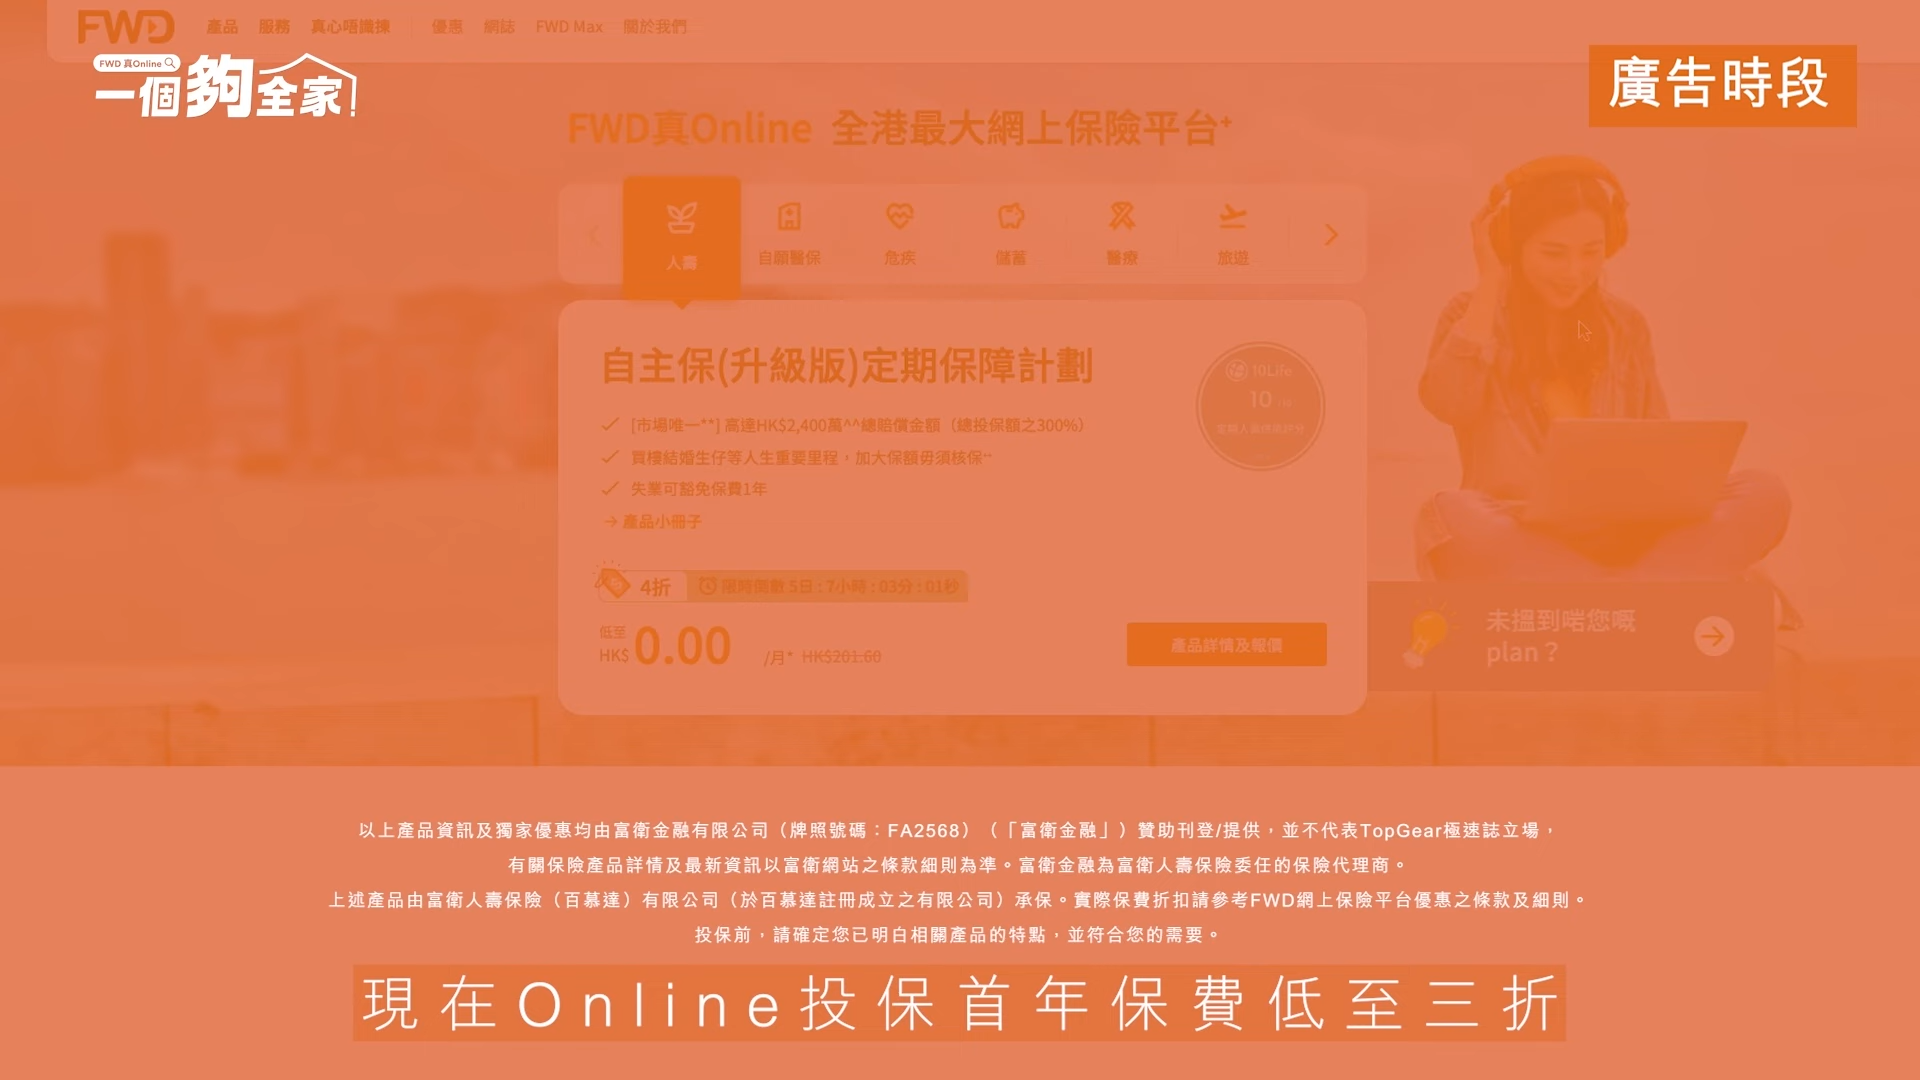 FWD 產品 服務 真心唔識揀 優惠 網誌 FWD Max 關於我們
FWD 真Online
一個夠全家!
廣告時段
FWD真Online 全港最大網上保險平台+
人壽 自願醫保 危疾 儲蓄 醫療 旅遊
自主保(升級版)定期保障計劃
10Life
10
[市場唯一**] 高達HK$2,400萬^^總賠償金額（總投保額之300%）
買樓結婚生仔等人生重要里程，加大保額毋須核保
失業可豁免保費1年
→ 產品小冊子
4折 限時倒數 5日 : 7小時 : 03分 : 01秒
低至
HK$ 0.00 /月* HK$201.60
產品詳情及報價
未搵到啱您嘅
plan？
以上產品資訊及獨家優惠均由富衛金融有限公司（牌照號碼：FA2568）（「富衛金融」）贊助刊登/提供，並不代表TopGear極速誌立場，
有關保險產品詳情及最新資訊以富衛網站之條款細則為準。富衛金融為富衛人壽保險委任的保險代理商。
上述產品由富衛人壽保險（百慕達）有限公司（於百慕達註冊成立之有限公司）承保。實際保費折扣請參考FWD網上保險平台優惠之條款及細則。
投保前，請確定您已明白相關產品的特點，並符合您的需要。
現在Online投保首年保費低至三折